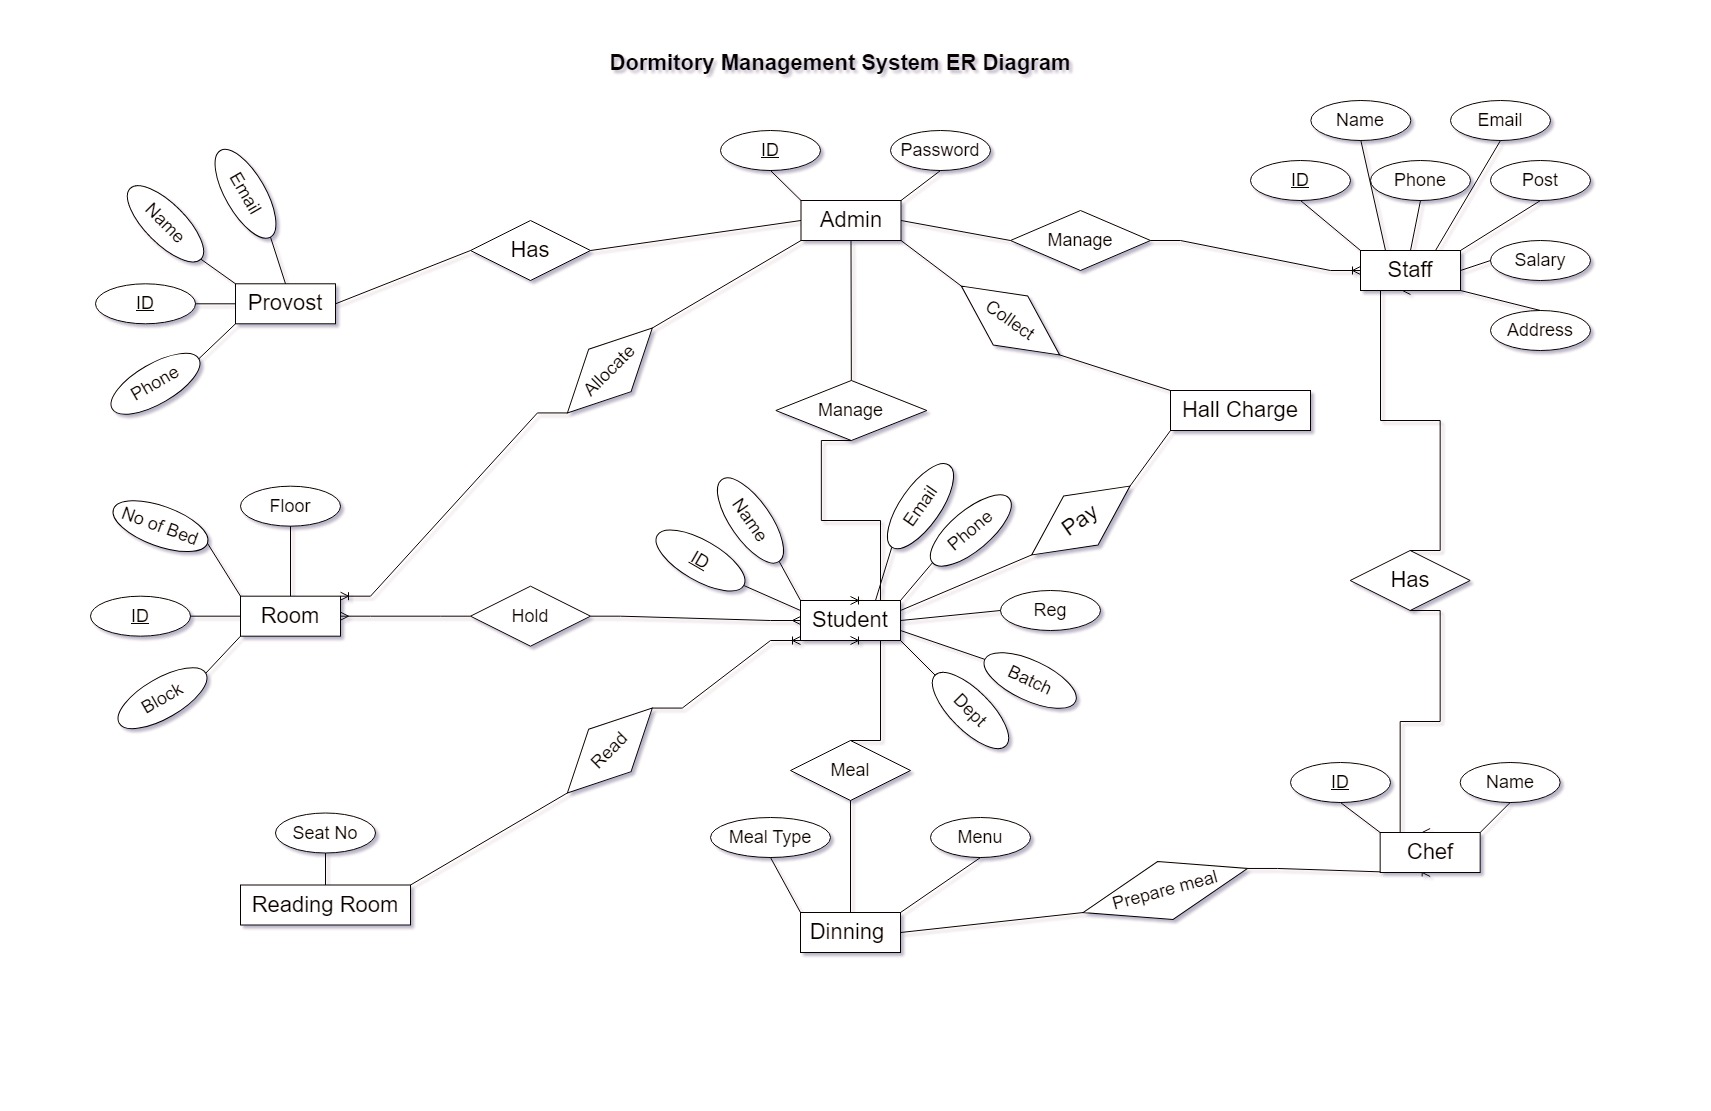 Dormitory Management System ER Diagram
Name
Email
ID
Password
ID
Phone
Post
Email
Name
Admin
Has
Manage
Staff
Salary
ID
Provost
Address
Phone
Allocate
Collect
Manage
Hall Charge
No of Bed
Floor
Name
Email
Phone
Pay
ID
Has
ID
Room
Hold
Student
Reg
Block
Batch
Dept
Read
Meal
ID
Name
Seat No
Meal Type
Menu
Chef
Prepare meal
Reading Room
Dinning